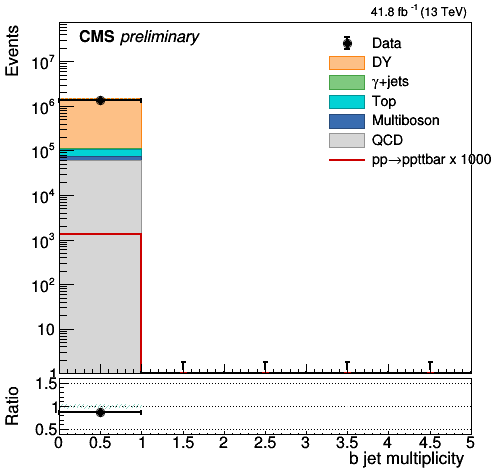 41.8 fb⁻¹ (13 TeV)
CMS preliminary
Events
10⁷
10⁶
10⁵
10⁴
10³
10²
10
1
Data
DY
γ+jets
Top
Multiboson
QCD
pp→ppttbar x 1000
Ratio
1.5
1
0.5
0 0.5 1 1.5 2 2.5 3 3.5 4 4.5 5
b jet multiplicity